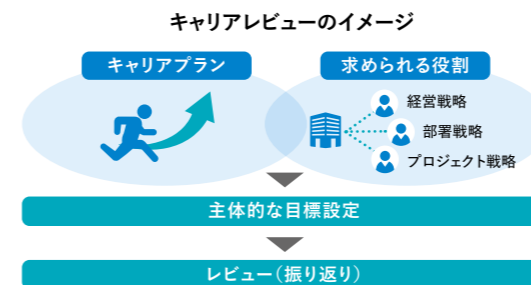 キャリアレビューのイメージ
キャリアプラン
求められる役割
経営戦略
部署戦略
プロジェクト戦略
主体的な目標設定
レビュー(振り返り)